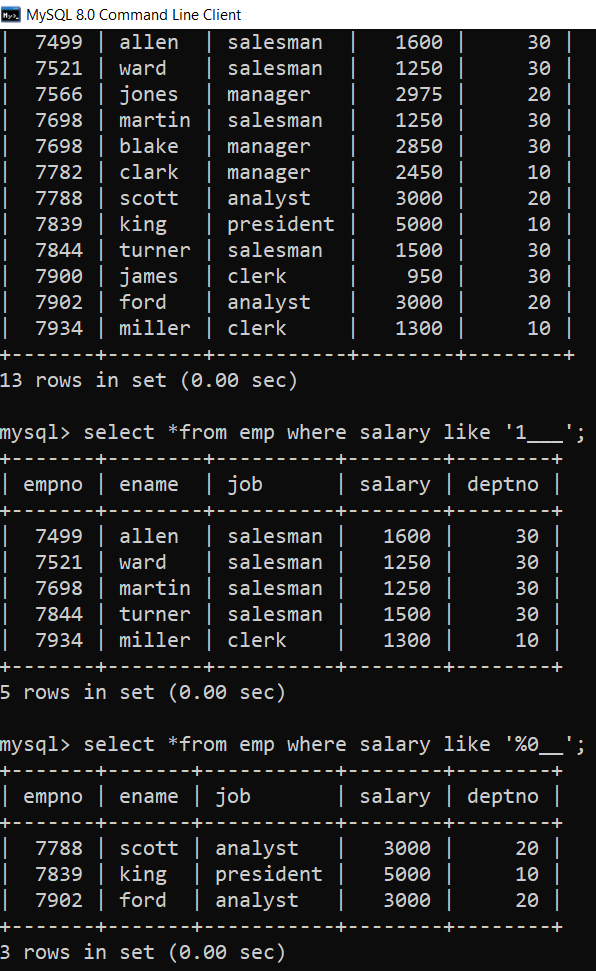 MySQL 8.0 Command Line Client
|  7499 | allen  | salesman  |   1600 |     30 |
|  7521 | ward   | salesman  |   1250 |     30 |
|  7566 | jones  | manager   |   2975 |     20 |
|  7698 | martin | salesman  |   1250 |     30 |
|  7698 | blake  | manager   |   2850 |     30 |
|  7782 | clark  | manager   |   2450 |     10 |
|  7788 | scott  | analyst   |   3000 |     20 |
|  7839 | king   | president |   5000 |     10 |
|  7844 | turner | salesman  |   1500 |     30 |
|  7900 | james  | clerk     |    950 |     30 |
|  7902 | ford   | analyst   |   3000 |     20 |
|  7934 | miller | clerk     |   1300 |     10 |
+-------+--------+-----------+--------+--------+
13 rows in set (0.00 sec)
mysql> select *from emp where salary like '1___';
+-------+--------+----------+--------+--------+
| empno | ename  | job      | salary | deptno |
+-------+--------+----------+--------+--------+
|  7499 | allen  | salesman |   1600 |     30 |
|  7521 | ward   | salesman |   1250 |     30 |
|  7698 | martin | salesman |   1250 |     30 |
|  7844 | turner | salesman |   1500 |     30 |
|  7934 | miller | clerk    |   1300 |     10 |
+-------+--------+----------+--------+--------+
5 rows in set (0.00 sec)
mysql> select *from emp where salary like '%0__';
+-------+-------+-----------+--------+--------+
| empno | ename | job       | salary | deptno |
+-------+-------+-----------+--------+--------+
|  7788 | scott | analyst   |   3000 |     20 |
|  7839 | king  | president |   5000 |     10 |
|  7902 | ford  | analyst   |   3000 |     20 |
+-------+-------+-----------+--------+--------+
3 rows in set (0.00 sec)